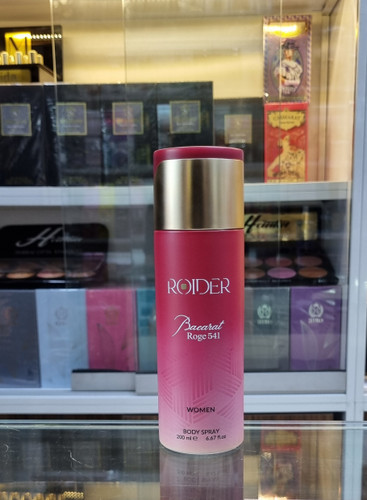 ROIDER
Bacarat
Roge 541
WOMEN
BODY SPRAY
200 ml ℮ 6.67 fl.oz